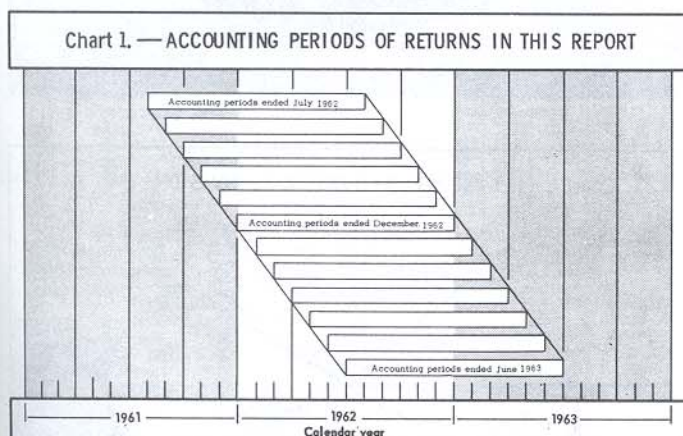 Chart 1. — ACCOUNTING PERIODS OF RETURNS IN THIS REPORT
Accounting periods ended July 1962
Accounting periods ended December 1962
Accounting periods ended June 1963
1961 1962 1963
Calendar year